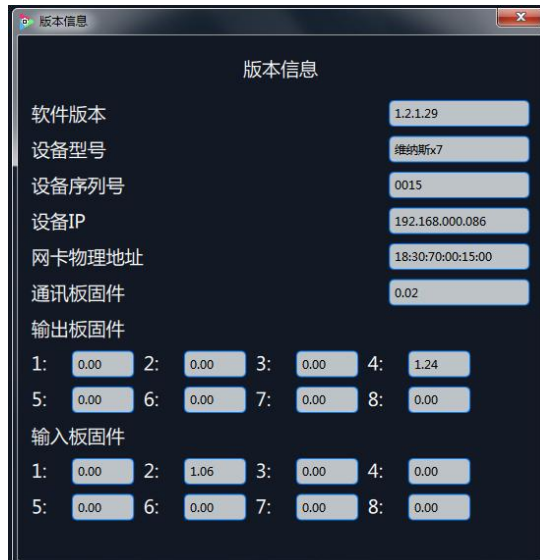 版本信息
版本信息
软件版本 1.2.1.29
设备型号 维纳斯x7
设备序列号 0015
设备IP 192.168.000.086
网卡物理地址 18:30:70:00:15:00
通讯板固件 0.02
输出板固件
1: 0.00 2: 0.00 3: 0.00 4: 1.24
5: 0.00 6: 0.00 7: 0.00 8: 0.00
输入板固件
1: 0.00 2: 1.06 3: 0.00 4: 0.00
5: 0.00 6: 0.00 7: 0.00 8: 0.00